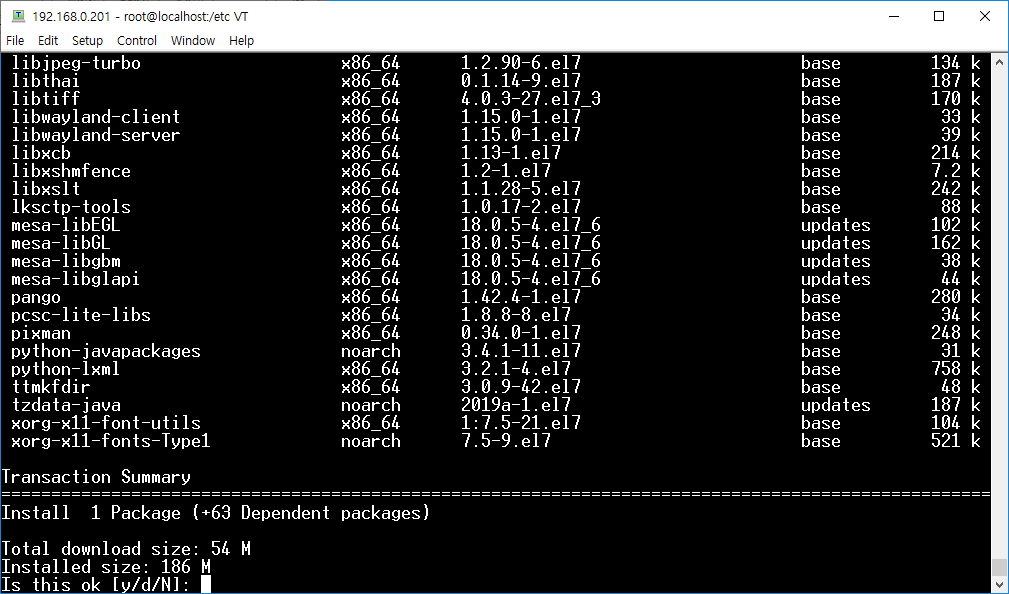 192.168.0.201 - root@localhost:/etc VT
File Edit Setup Control Window Help
libjpeg-turbo x86_64 1.2.90-6.el7 base 134 k
libthai x86_64 0.1.14-9.el7 base 187 k
libtiff x86_64 4.0.3-27.el7_3 base 170 k
libwayland-client x86_64 1.15.0-1.el7 base 33 k
libwayland-server x86_64 1.15.0-1.el7 base 39 k
libxcb x86_64 1.13-1.el7 base 214 k
libxshmfence x86_64 1.2-1.el7 base 7.2 k
libxslt x86_64 1.1.28-5.el7 base 242 k
lksctp-tools x86_64 1.0.17-2.el7 base 88 k
mesa-libEGL x86_64 18.0.5-4.el7_6 updates 102 k
mesa-libGL x86_64 18.0.5-4.el7_6 updates 162 k
mesa-libgbm x86_64 18.0.5-4.el7_6 updates 38 k
mesa-libglapi x86_64 18.0.5-4.el7_6 updates 44 k
pango x86_64 1.42.4-1.el7 base 280 k
pcsc-lite-libs x86_64 1.8.8-8.el7 base 34 k
pixman x86_64 0.34.0-1.el7 base 248 k
python-javapackages noarch 3.4.1-11.el7 base 31 k
python-lxml x86_64 3.2.1-4.el7 base 758 k
ttmkfdir x86_64 3.0.9-42.el7 base 48 k
tzdata-java noarch 2019a-1.el7 updates 187 k
xorg-x11-font-utils x86_64 1:7.5-21.el7 base 104 k
xorg-x11-fonts-Type1 noarch 7.5-9.el7 base 521 k
Transaction Summary
===================================================================================================
Install 1 Package (+63 Dependent packages)
Total download size: 54 M
Installed size: 186 M
Is this ok [y/d/N]: